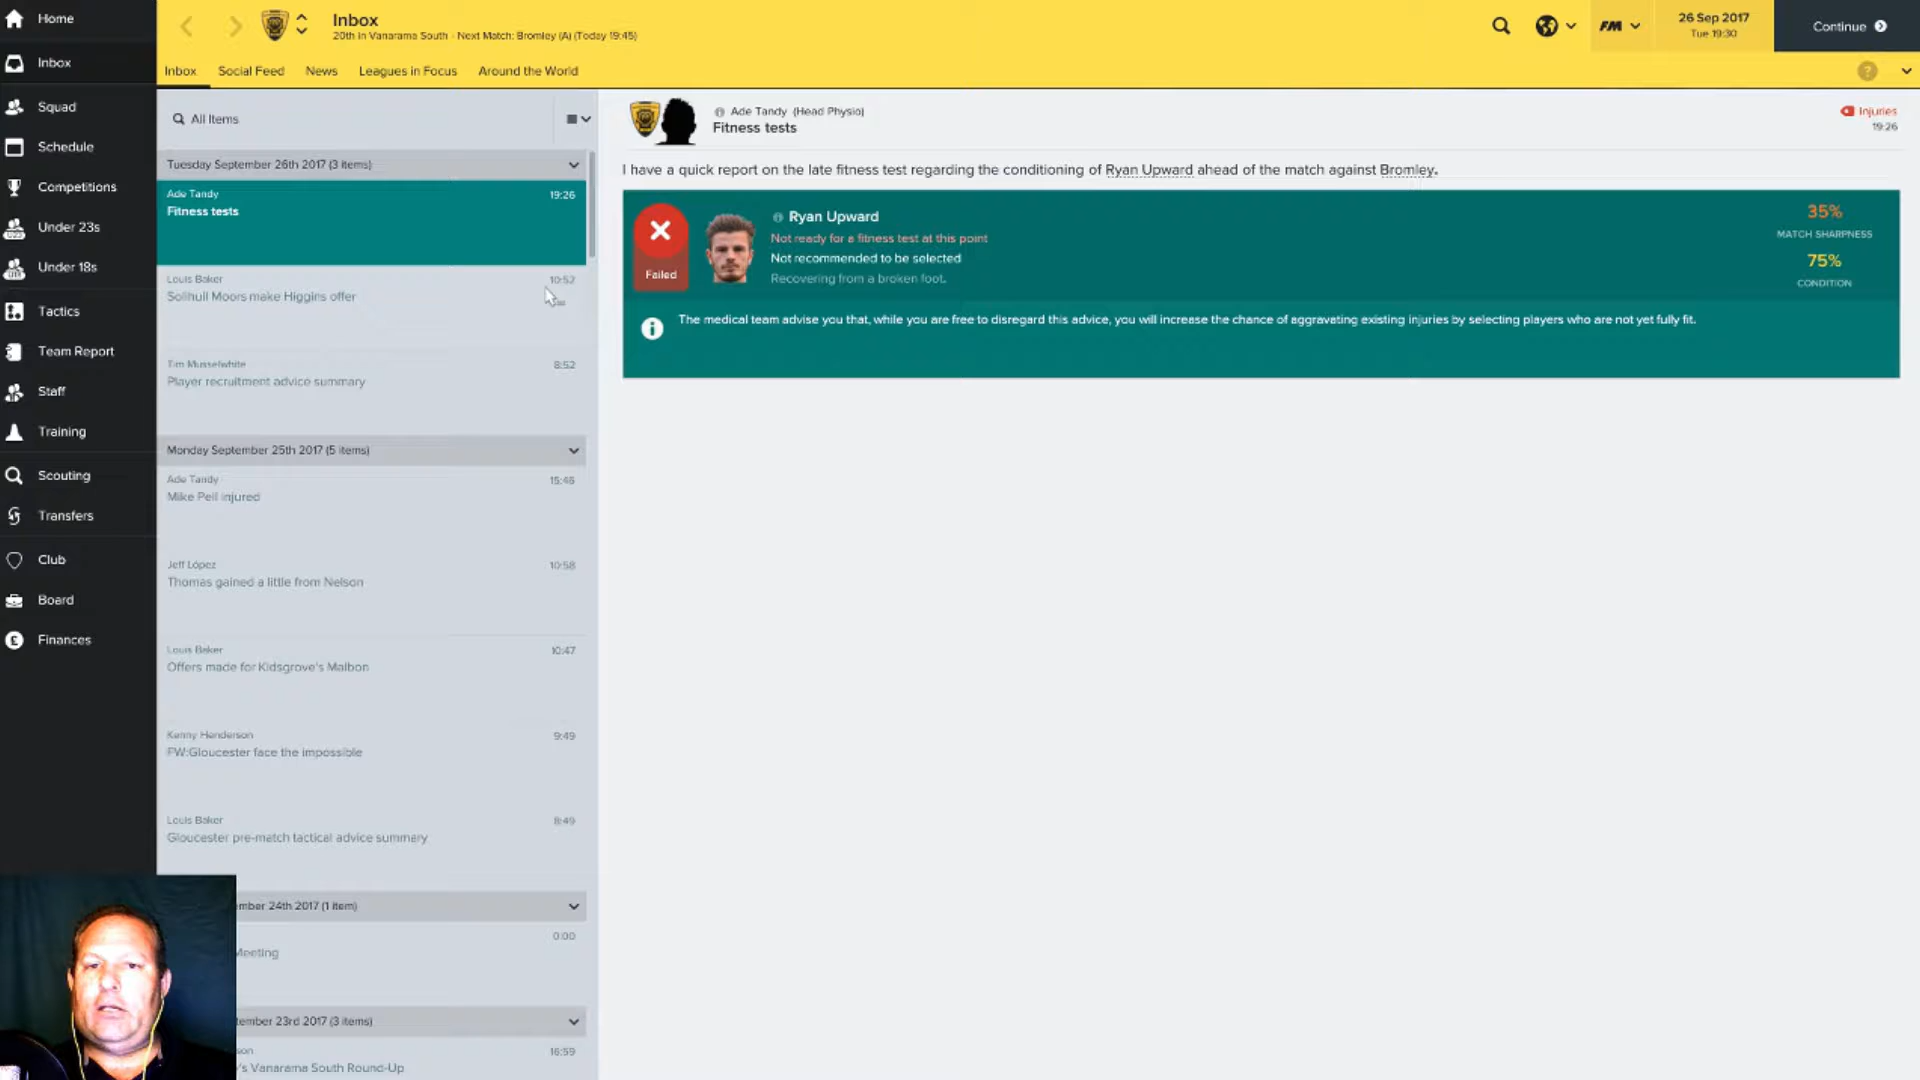 Home
Inbox
Squad
Schedule
Competitions
Under 23s
Under 18s
Tactics
Team Report
Staff
Training
Scouting
Transfers
Club
Board
Finances
Inbox
20th in Vanarama South - Next Match: Bromley (A) (Today 19:45)
FM
26 Sep 2017
Tue 19:30
Continue
Inbox Social Feed News Leagues in Focus Around the World
?
All Items
Tuesday September 26th 2017 (3 items)
Ade Tandy 19:26
Fitness tests
Louis Baker 10:52
Solihull Moors make Higgins offer
Tim Musselwhite 8:52
Player recruitment advice summary
Monday September 25th 2017 (5 items)
Ade Tandy 15:46
Mike Peil injured
Jeff López 10:58
Thomas gained a little from Nelson
Louis Baker 10:47
Offers made for Kidsgrove's Malbon
Kenny Henderson 9:49
FW:Gloucester face the impossible
Louis Baker 8:49
Gloucester pre-match tactical advice summary
mber 24th 2017 (1 item)
0:00
Meeting
tember 23rd 2017 (3 items)
son 16:59
's Vanarama South Round-Up
Ade Tandy (Head Physio)
Fitness tests
Injuries
19:26
I have a quick report on the late fitness test regarding the conditioning of Ryan Upward ahead of the match against Bromley.
Failed
Ryan Upward
Not ready for a fitness test at this point
Not recommended to be selected
Recovering from a broken foot.
35%
MATCH SHARPNESS
75%
CONDITION
The medical team advise you that, while you are free to disregard this advice, you will increase the chance of aggravating existing injuries by selecting players who are not yet fully fit.